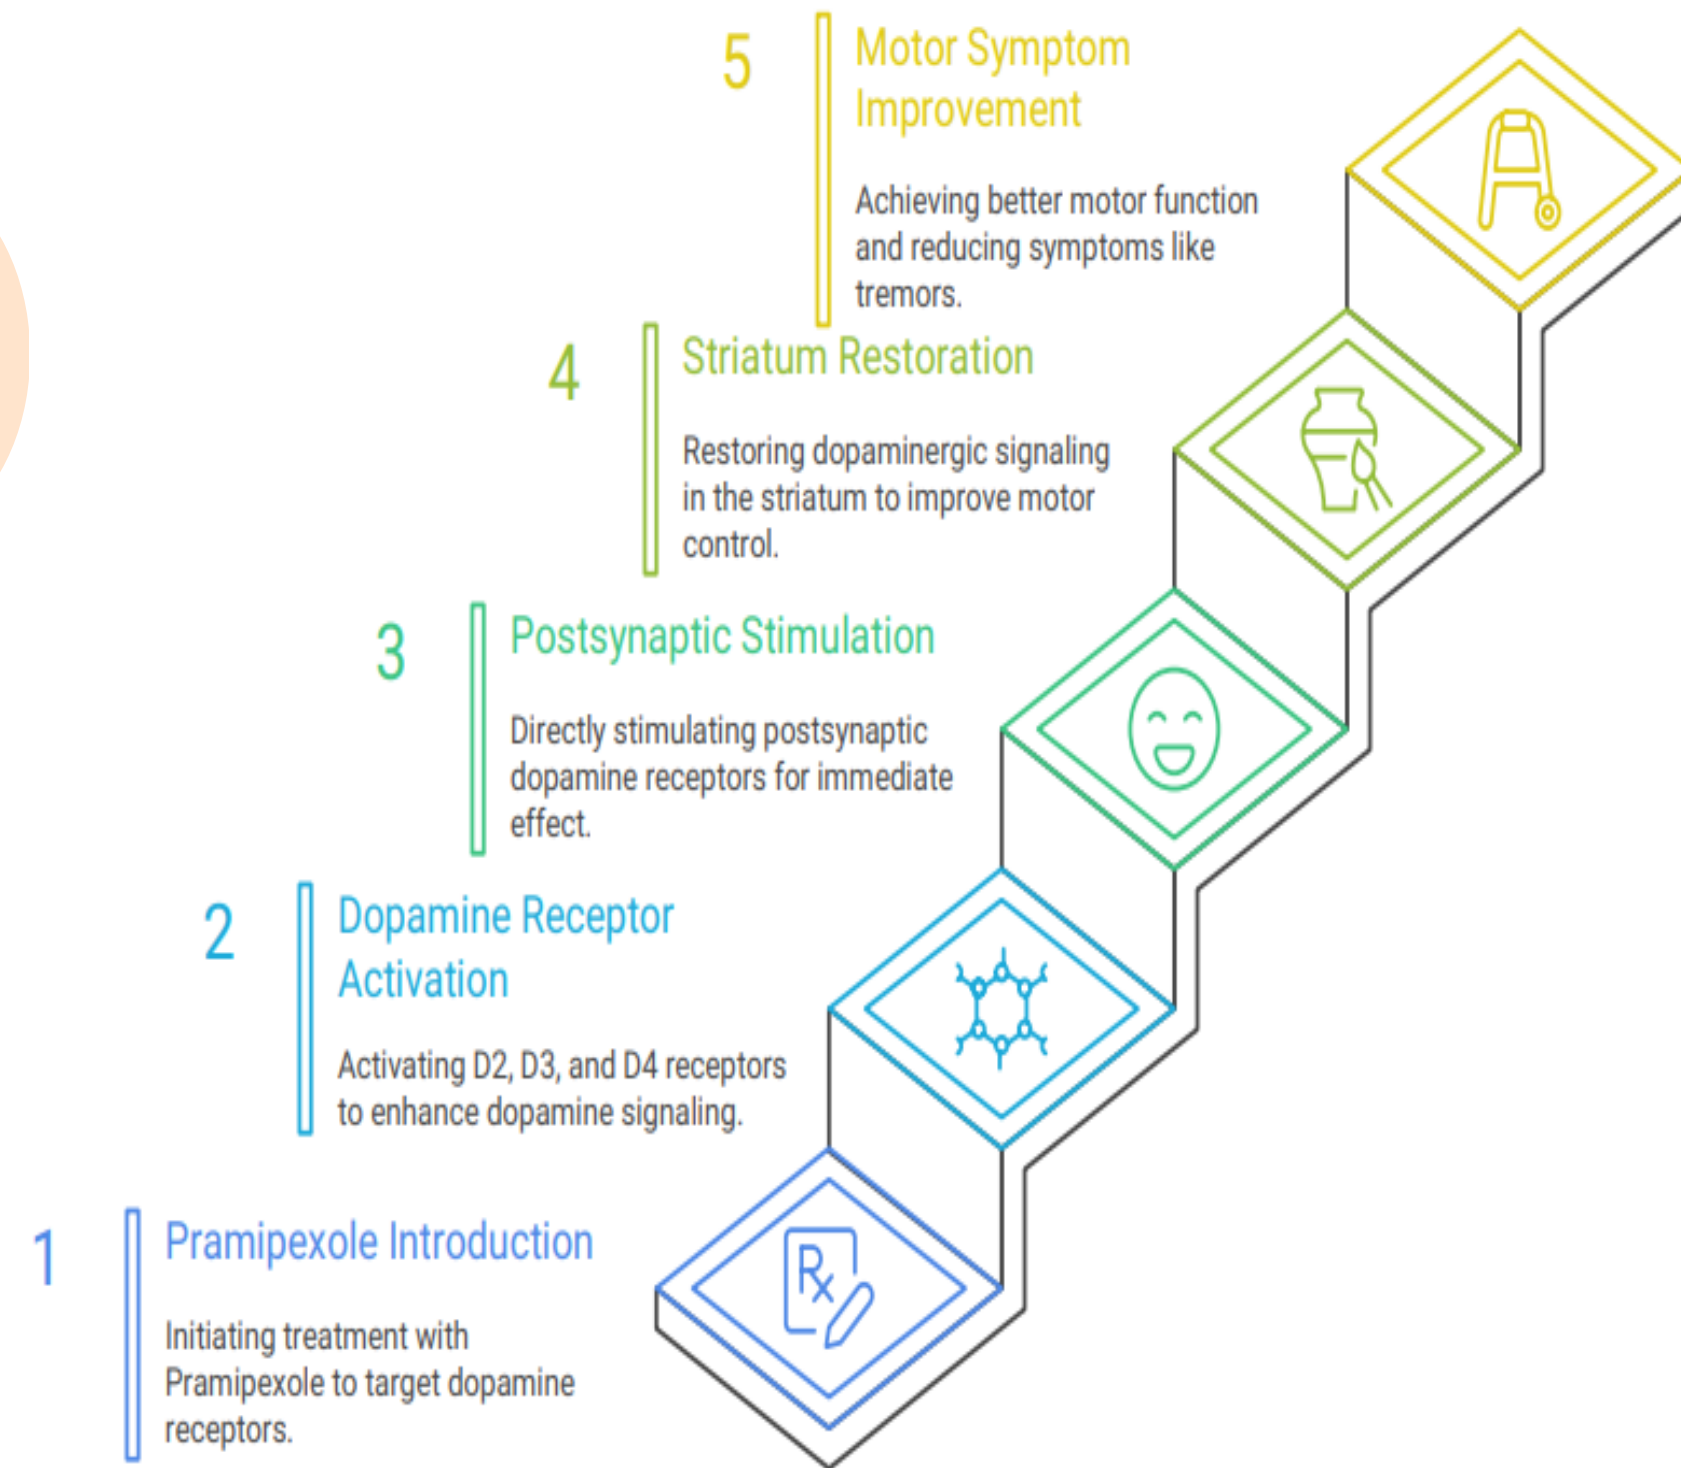 5
Motor Symptom
Improvement
Achieving better motor function
and reducing symptoms like
tremors.
4
Striatum Restoration
Restoring dopaminergic signaling
in the striatum to improve motor
control.
3
Postsynaptic Stimulation
Directly stimulating postsynaptic
dopamine receptors for immediate
effect.
2
Dopamine Receptor
Activation
Activating D2, D3, and D4 receptors
to enhance dopamine signaling.
1
Pramipexole Introduction
Initiating treatment with
Pramipexole to target dopamine
receptors.
Rx